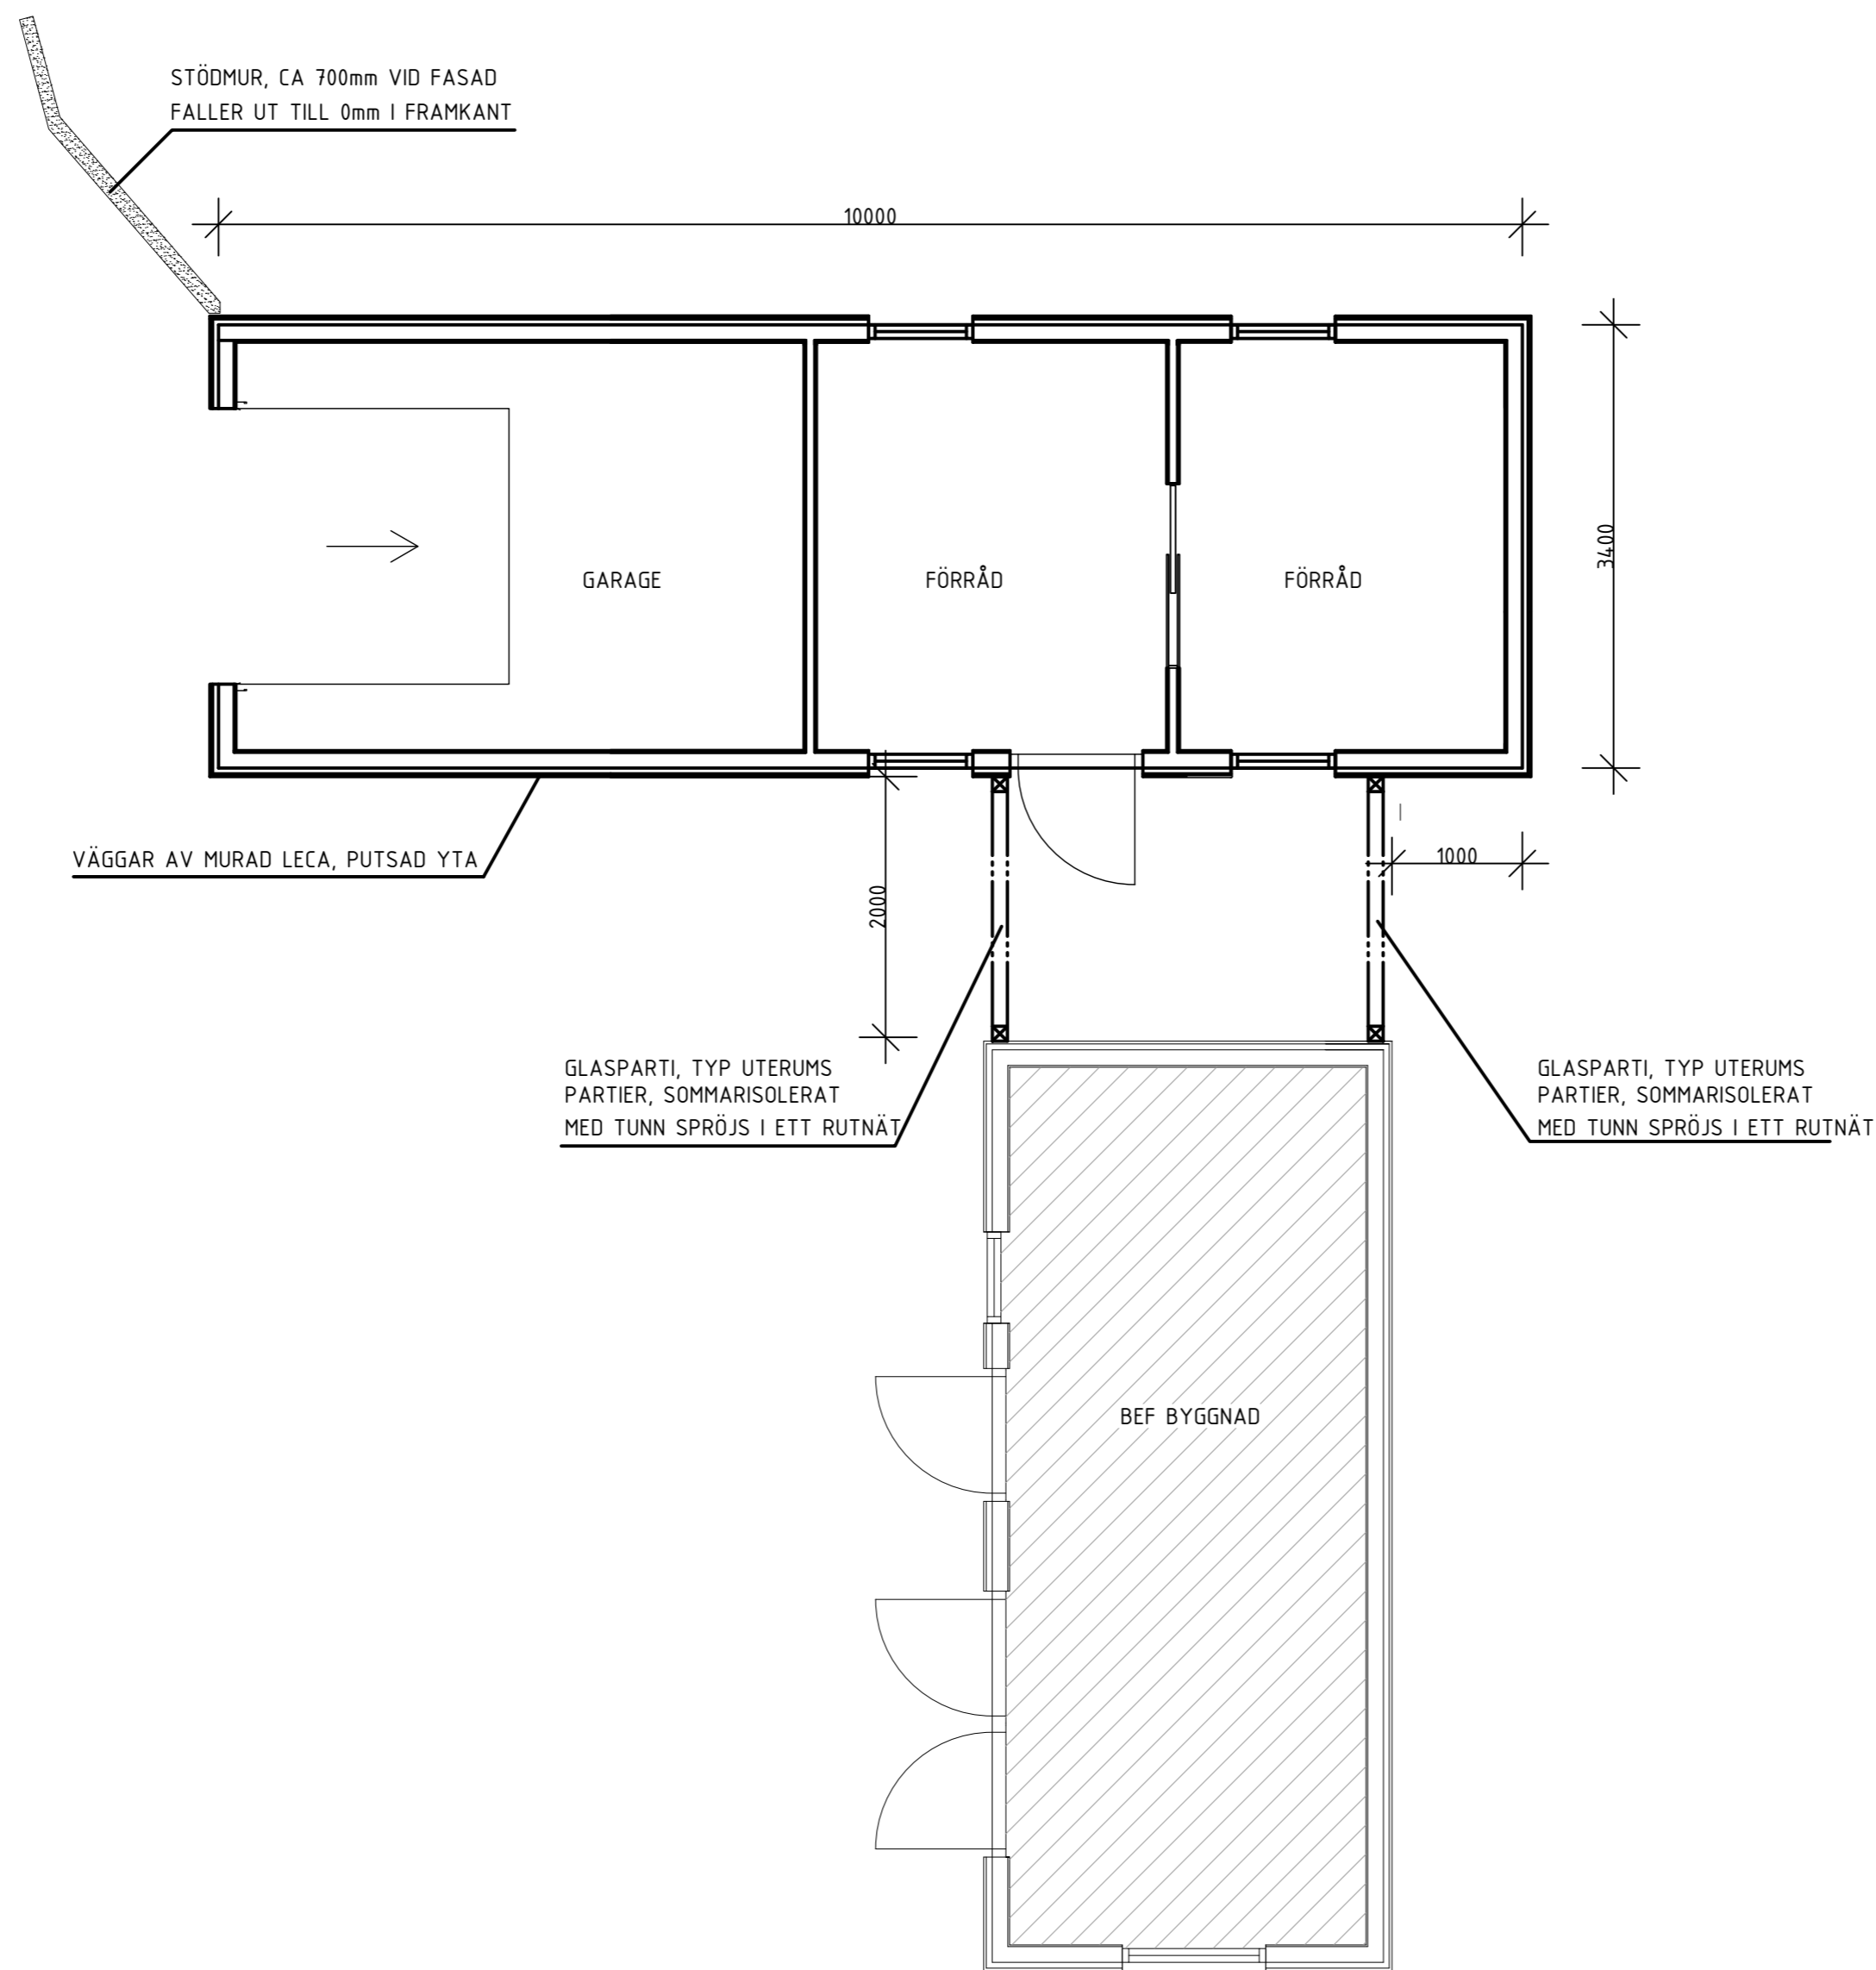 STÖDMUR, CA 700mm VID FASAD
FALLER UT TILL 0mm I FRAMKANT
10000
3400
GARAGE
FÖRRÅD
FÖRRÅD
VÄGGAR AV MURAD LECA, PUTSAD YTA
1000
2000
GLASPARTI, TYP UTERUMS
PARTIER, SOMMARISOLERAT
MED TUNN SPRÖJS I ETT RUTNÄT
GLASPARTI, TYP UTERUMS
PARTIER, SOMMARISOLERAT
MED TUNN SPRÖJS I ETT RUTNÄT
BEF BYGGNAD